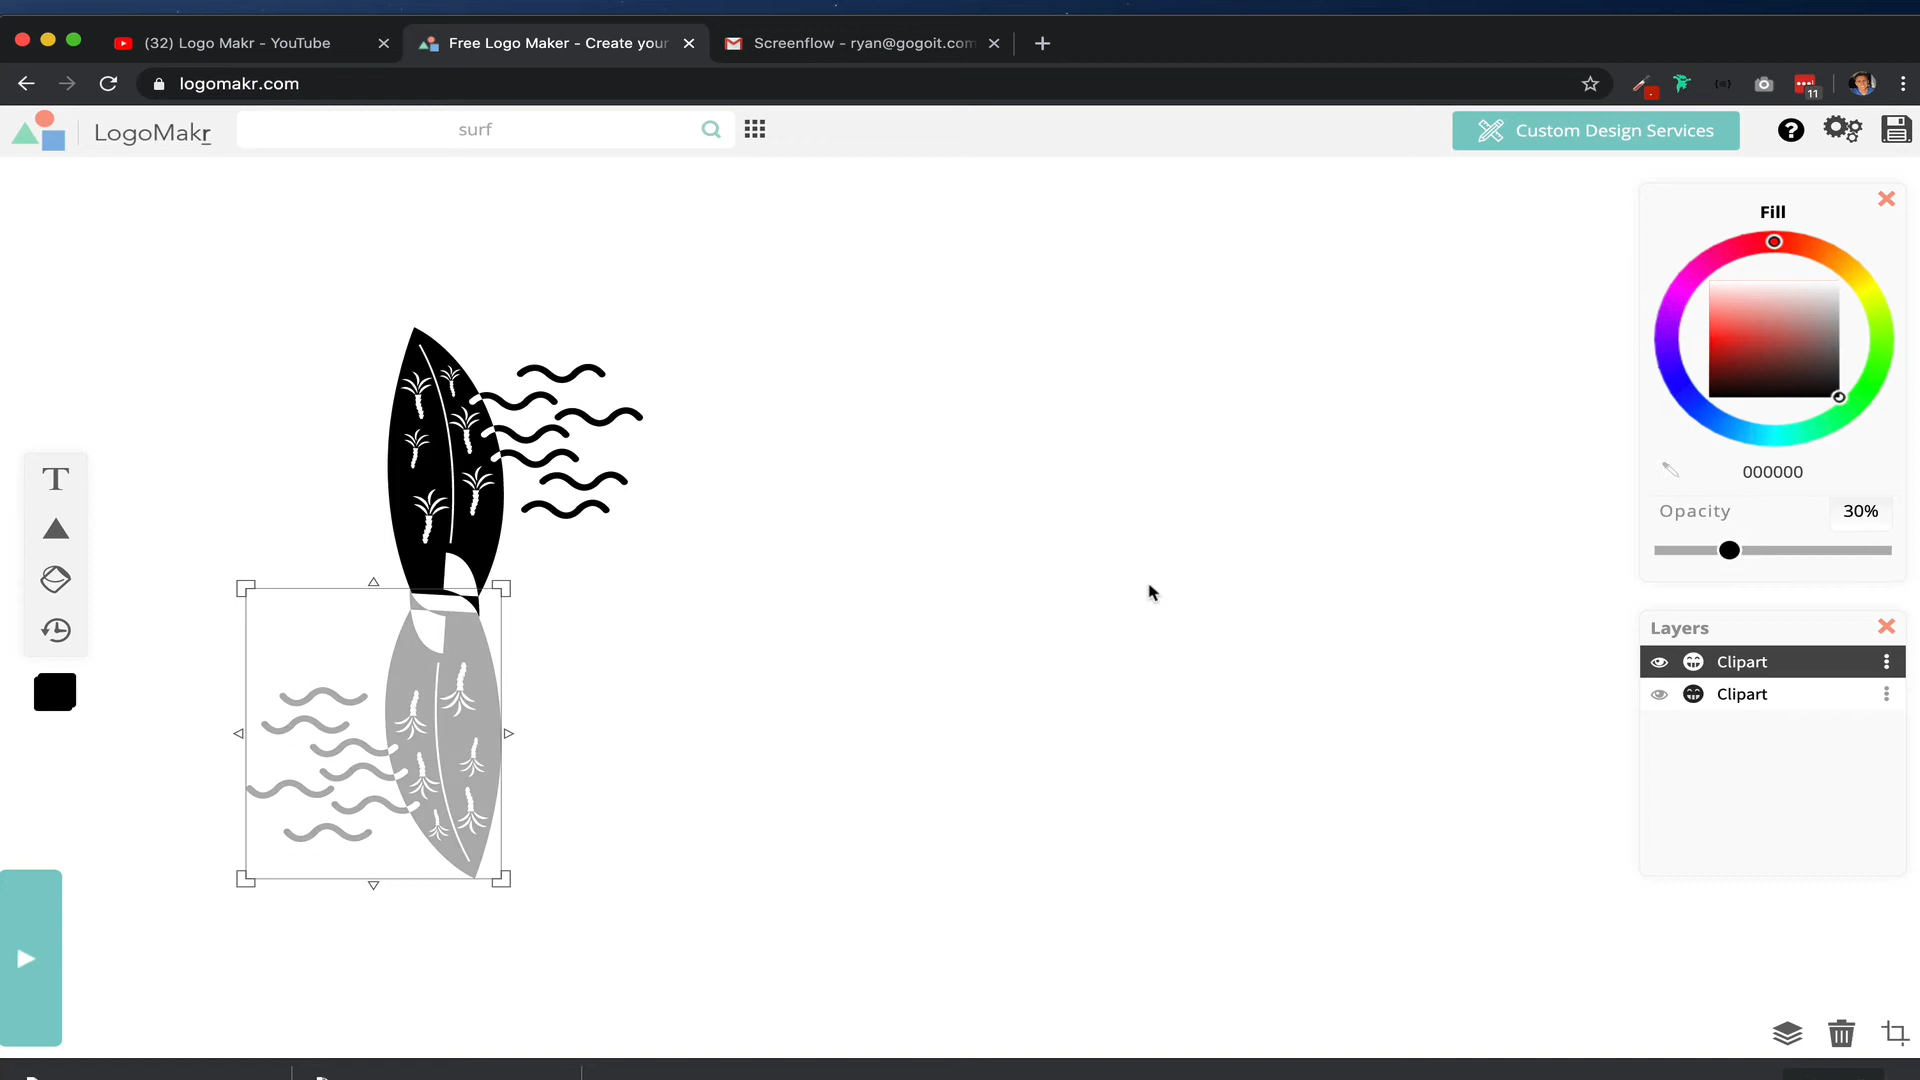 (32) Logo Makr - YouTube
Free Logo Maker - Create your
Screenflow - ryan@gogoit.com
logomakr.com
11
LogoMakr
surf
Custom Design Services
?
Fill
000000
Opacity
30%
T
Layers
Clipart
Clipart